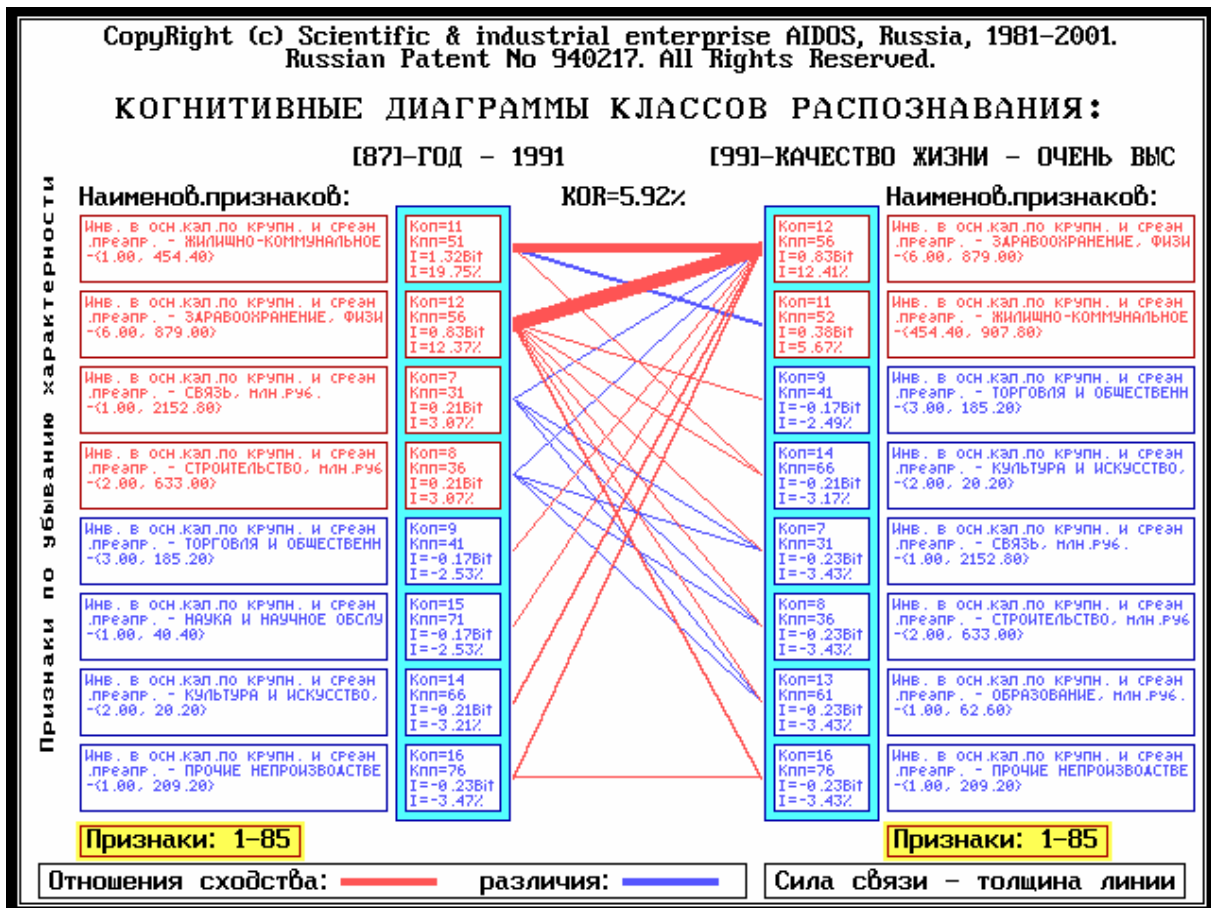 CopyRight (c) Scientific & industrial enterprise AIDOS, Russia, 1981-2001.
Russian Patent No 940217. All Rights Reserved.
КОГНИТИВНЫЕ ДИАГРАММЫ КЛАССОВ РАСПОЗНАВАНИЯ:
[87]-ГОД - 1991
[99]-КАЧЕСТВО ЖИЗНИ - ОЧЕНЬ ВЫС
Признаки по убыванию характерности
Наименов.признаков:
KOR=5.92%
Наименов.признаков:
Инв. в осн.кап.по крупн. и средн
.предпр. - ЖИЛИЩНО-КОММУНАЛЬНОЕ
-{1.00, 454.40}
Коп=11
Кпп=51
I=1.32Bit
I=19.75%
Инв. в осн.кап.по крупн. и средн
.предпр. - ЗДРАВООХРАНЕНИЕ, ФИЗИ
-{6.00, 879.00}
Коп=12
Кпп=56
I=0.83Bit
I=12.37%
Инв. в осн.кап.по крупн. и средн
.предпр. - СВЯЗЬ, млн.руб.
-{1.00, 2152.80}
Коп=7
Кпп=31
I=0.21Bit
I=3.07%
Инв. в осн.кап.по крупн. и средн
.предпр. - СТРОИТЕЛЬСТВО, млн.руб
-{2.00, 633.00}
Коп=8
Кпп=36
I=0.21Bit
I=3.07%
Инв. в осн.кап.по крупн. и средн
.предпр. - ТОРГОВЛЯ И ОБЩЕСТВЕНН
-{3.00, 185.20}
Коп=9
Кпп=41
I=-0.17Bit
I=-2.53%
Инв. в осн.кап.по крупн. и средн
.предпр. - НАУКА И НАУЧНОЕ ОБСЛУ
-{1.00, 40.40}
Коп=15
Кпп=71
I=-0.17Bit
I=-2.53%
Инв. в осн.кап.по крупн. и средн
.предпр. - КУЛЬТУРА И ИСКУССТВО,
-{2.00, 20.20}
Коп=14
Кпп=66
I=-0.21Bit
I=-3.21%
Инв. в осн.кап.по крупн. и средн
.предпр. - ПРОЧИЕ НЕПРОИЗВОДСТВЕ
-{1.00, 209.20}
Коп=16
Кпп=76
I=-0.23Bit
I=-3.47%
Коп=12
Кпп=56
I=0.83Bit
I=12.41%
Инв. в осн.кап.по крупн. и средн
.предпр. - ЗДРАВООХРАНЕНИЕ, ФИЗИ
-{6.00, 879.00}
Коп=11
Кпп=52
I=0.38Bit
I=5.67%
Инв. в осн.кап.по крупн. и средн
.предпр. - ЖИЛИЩНО-КОММУНАЛЬНОЕ
-{454.40, 907.80}
Коп=9
Кпп=41
I=-0.17Bit
I=-2.49%
Инв. в осн.кап.по крупн. и средн
.предпр. - ТОРГОВЛЯ И ОБЩЕСТВЕНН
-{3.00, 185.20}
Коп=14
Кпп=66
I=-0.21Bit
I=-3.17%
Инв. в осн.кап.по крупн. и средн
.предпр. - КУЛЬТУРА И ИСКУССТВО,
-{2.00, 20.20}
Коп=7
Кпп=31
I=-0.23Bit
I=-3.43%
Инв. в осн.кап.по крупн. и средн
.предпр. - СВЯЗЬ, млн.руб.
-{1.00, 2152.80}
Коп=8
Кпп=36
I=-0.23Bit
I=-3.43%
Инв. в осн.кап.по крупн. и средн
.предпр. - СТРОИТЕЛЬСТВО, млн.руб
-{2.00, 633.00}
Коп=13
Кпп=61
I=-0.23Bit
I=-3.43%
Инв. в осн.кап.по крупн. и средн
.предпр. - ОБРАЗОВАНИЕ, млн.руб.
-{1.00, 62.60}
Коп=16
Кпп=76
I=-0.23Bit
I=-3.43%
Инв. в осн.кап.по крупн. и средн
.предпр. - ПРОЧИЕ НЕПРОИЗВОДСТВЕ
-{1.00, 209.20}
Признаки: 1-85
Признаки: 1-85
Отношения сходства: различия:
Сила связи - толщина линии